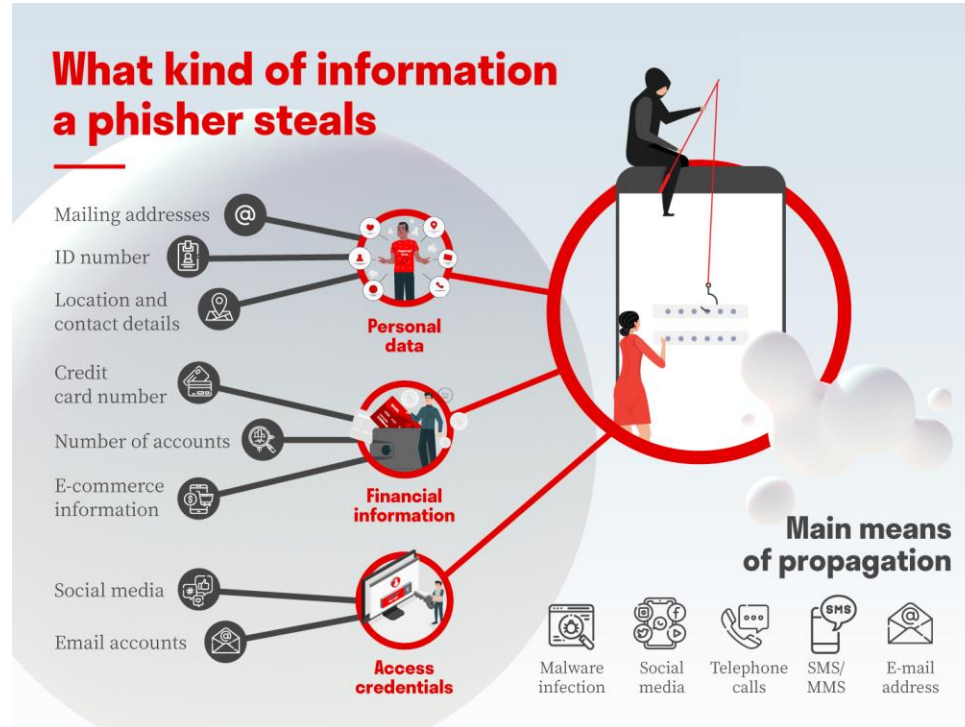 What kind of information
a phisher steals
Mailing addresses
ID number
Location and
contact details
Personal
data
Credit
card number
Number of accounts
E-commerce
information
Financial
information
Social media
Email accounts
Access
credentials
Main means
of propagation
SMS
Malware
infection
Social
media
Telephone
calls
SMS/
MMS
E-mail
address